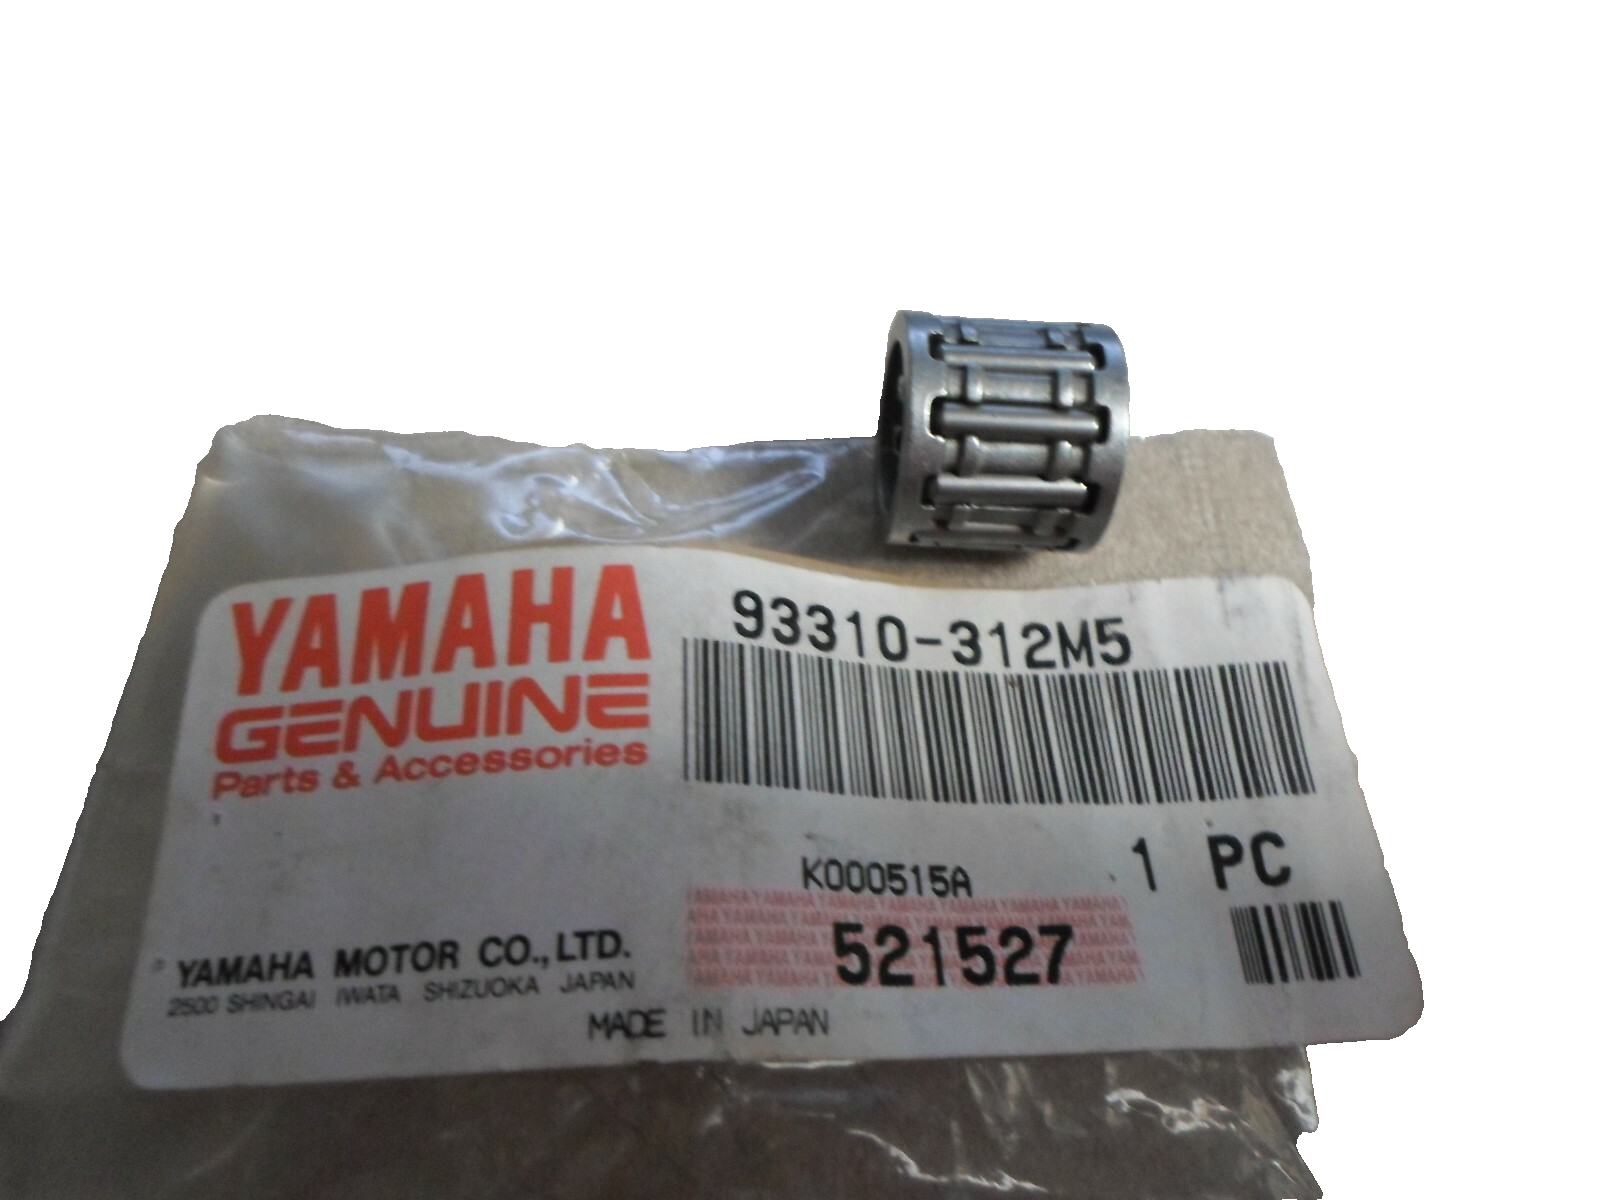 YAMAHA
GENUINE
Parts & Accessories
93310-312M5
1 PC
K000515A
521527
YAMAHA MOTOR CO.,LTD.
2500 SHINGAI IWATA SHIZUOKA JAPAN
MADE IN JAPAN